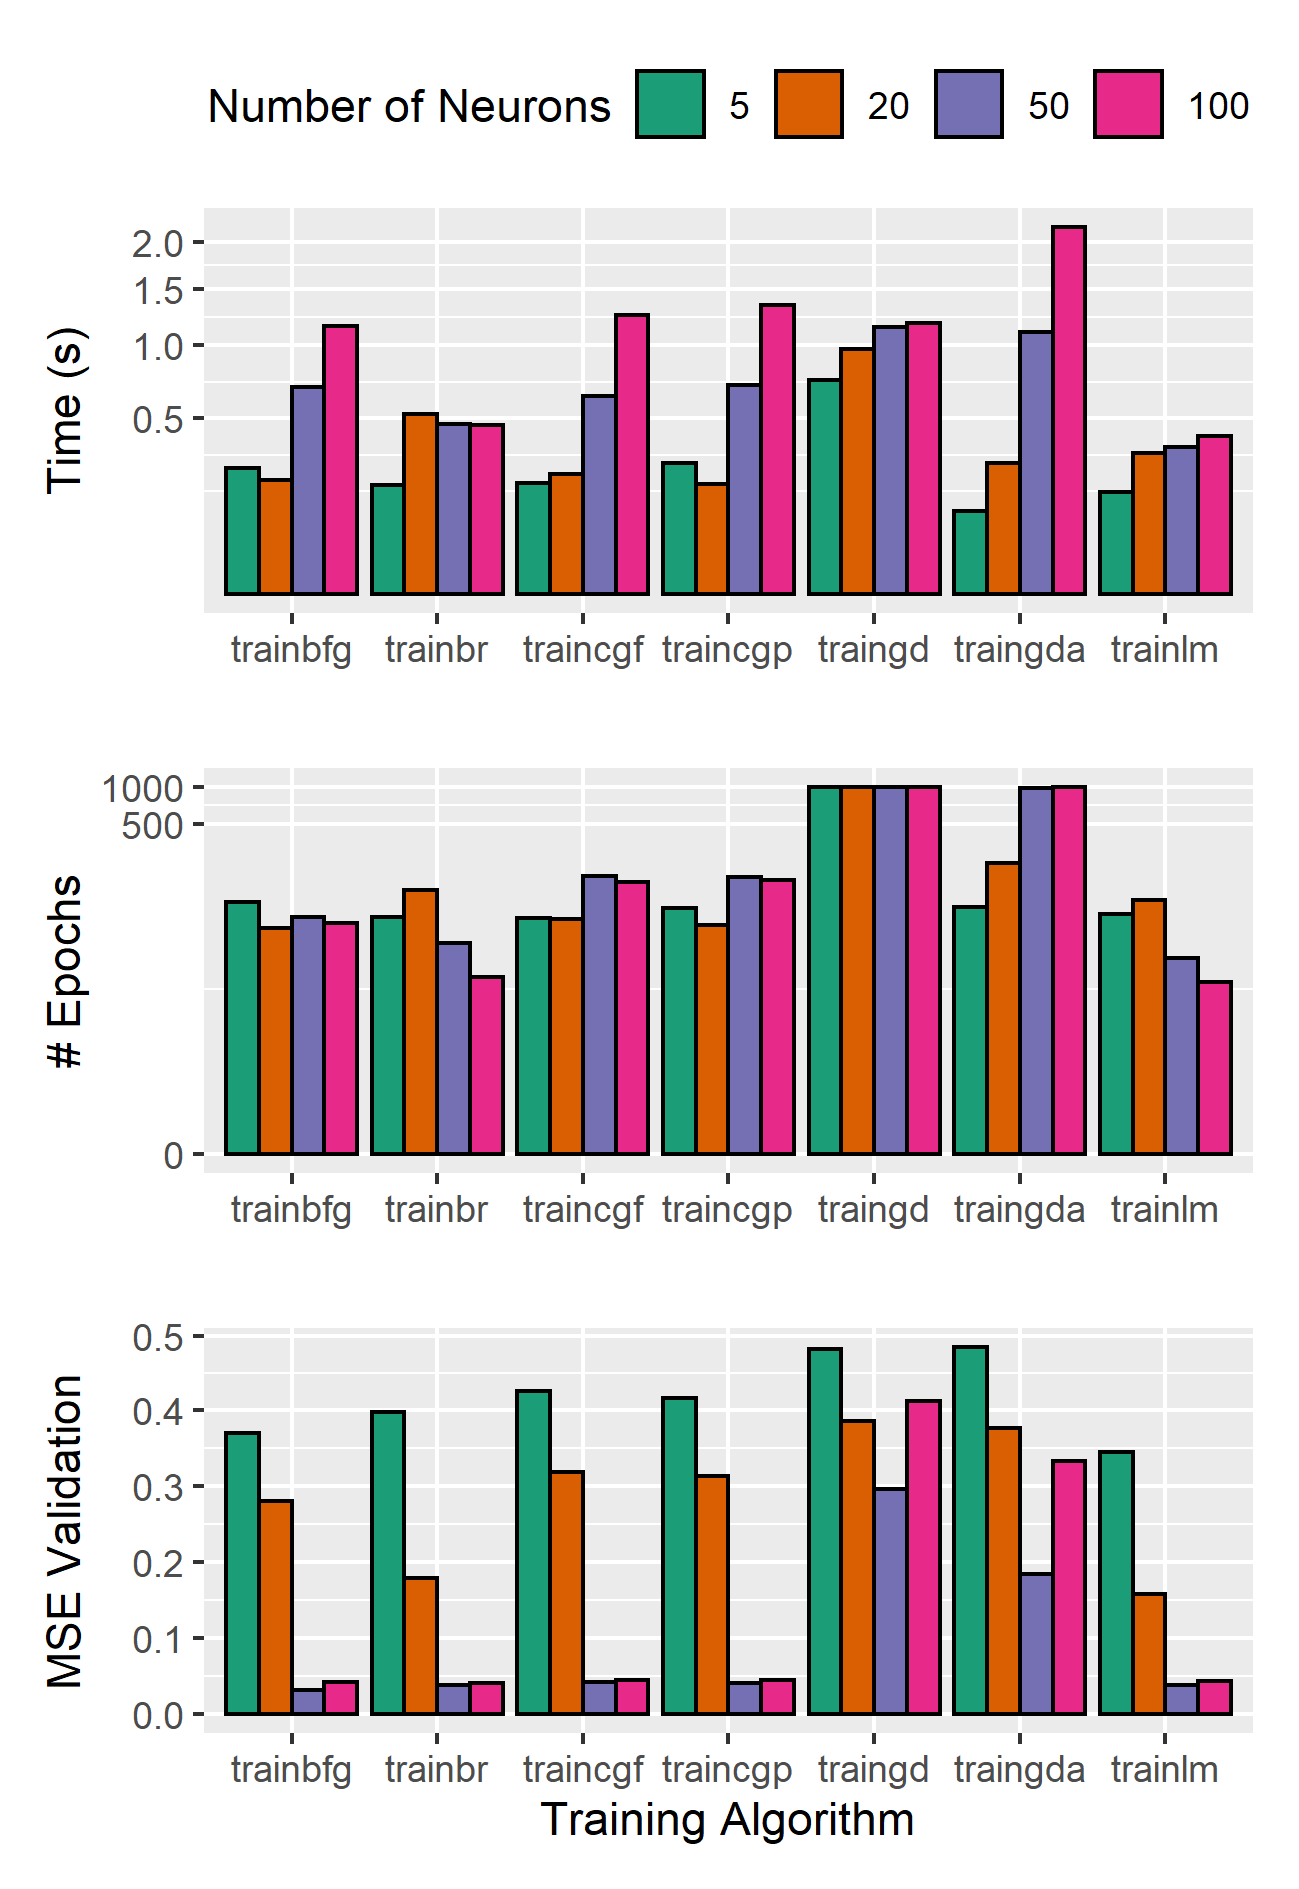 Number of Neurons 5 20 50 100
Time (s)
2.0
1.5
1.0
0.5
trainbfg trainbr traincgf traincgp traingd traingda trainlm
# Epochs
1000
500
0
trainbfg trainbr traincgf traincgp traingd traingda trainlm
MSE Validation
0.5
0.4
0.3
0.2
0.1
0.0
trainbfg trainbr traincgf traincgp traingd traingda trainlm
Training Algorithm